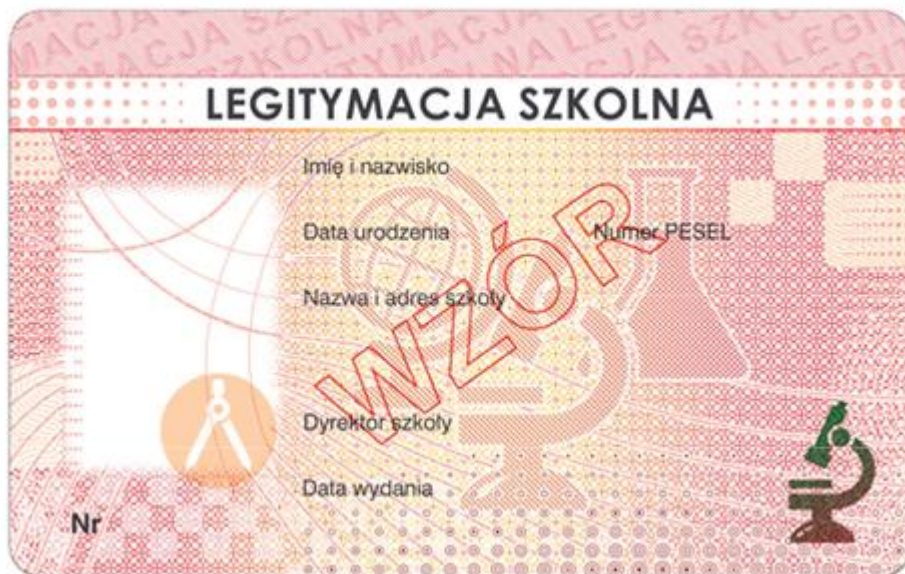 LEGITYMACJA SZKOLNA
Imię i nazwisko
Data urodzenia
Numer PESEL
Nazwa i adres szkoły
WZÓR
Dyrektor szkoły
Data wydania
Nr